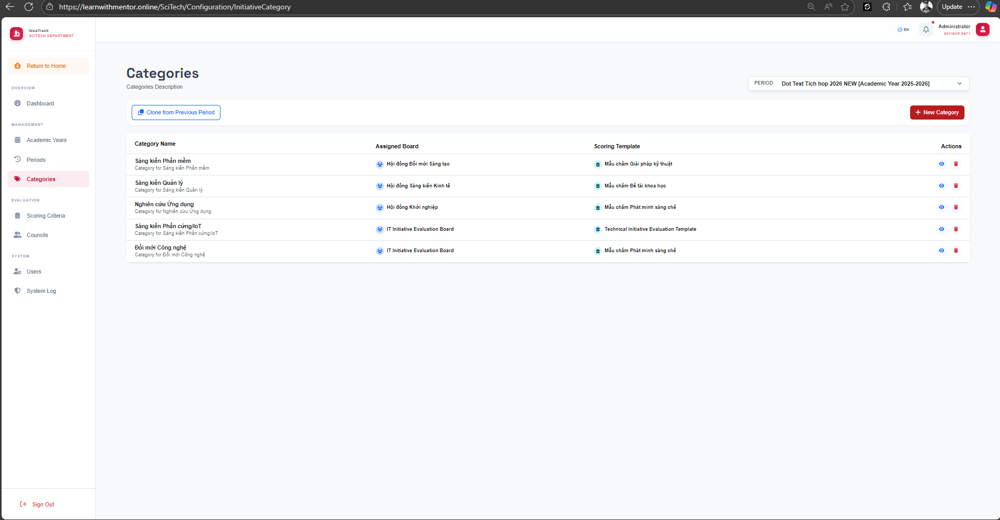 https://learnwithmentor.online/SciTech/Configuration/InitiativeCategory
Update
IdeaTrack
SCITECH DEPARTMENT
EN
Administrator
SCITECH DEPT
Return to Home
OVERVIEW
Dashboard
MANAGEMENT
Academic Years
Periods
Categories
EVALUATION
Scoring Criteria
Councils
SYSTEM
Users
System Log
Sign Out
Categories
Categories Description
PERIOD: Dot Test Tich hop 2026 NEW [Academic Year 2025-2026]
Clone from Previous Period
+ New Category
Category Name Assigned Board Scoring Template Actions
Sáng kiến Phần mềm
Category for Sáng kiến Phần mềm
Hội đồng Đổi mới Sáng tạo
Mẫu chấm Giải pháp kỹ thuật
Sáng kiến Quản lý
Category for Sáng kiến Quản lý
Hội đồng Sáng kiến Kinh tế
Mẫu chấm Đề tài khoa học
Nghiên cứu Ứng dụng
Category for Nghiên cứu Ứng dụng
Hội đồng Khởi nghiệp
Mẫu chấm Phát minh sáng chế
Sáng kiến Phần cứng/IoT
Category for Sáng kiến Phần cứng/IoT
IT Initiative Evaluation Board
Technical Initiative Evaluation Template
Đổi mới Công nghệ
Category for Đổi mới Công nghệ
IT Initiative Evaluation Board
Mẫu chấm Phát minh sáng chế